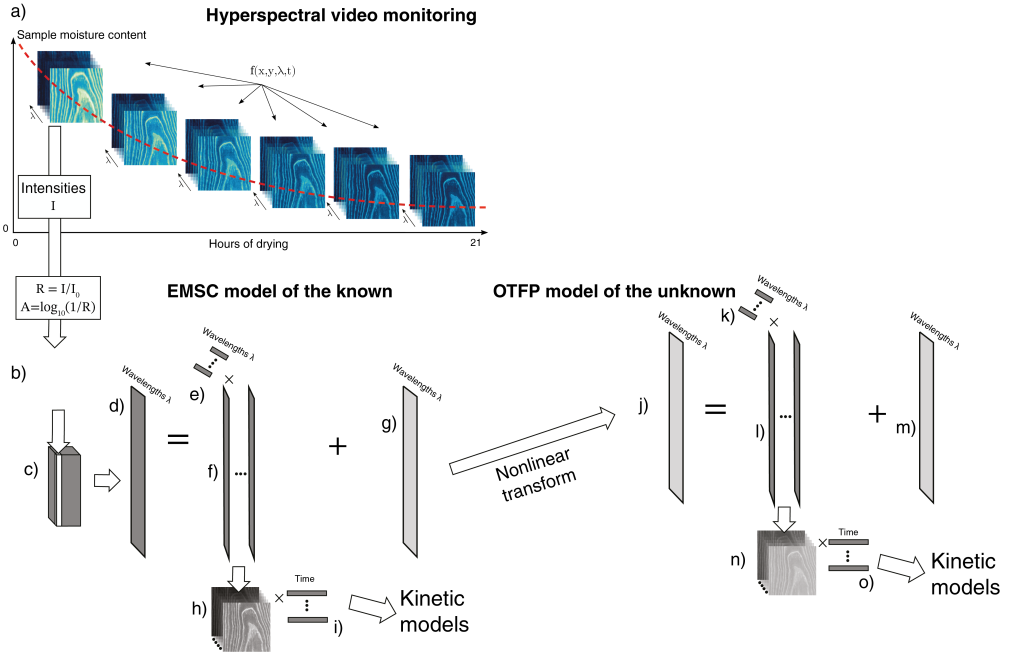 a)
Hyperspectral video monitoring
Sample moisture content
f(x,y,λ,t)
λ
λ
λ
λ
λ
λ
Intensities
I
0
0
Hours of drying
21
R = I/I₀
A=log₁₀(1/R)
EMSC model of the known
OTFP model of the unknown
b)
c)
d)
Wavelengths λ
=
e)
Wavelengths λ
×
f)
...
+
g)
Wavelengths λ
Nonlinear
transform
j)
Wavelengths λ
=
k)
Wavelengths λ
×
l)
...
+
m)
Wavelengths λ
h)
×
Time
i)
Kinetic
models
n)
×
Time
o)
Kinetic
models